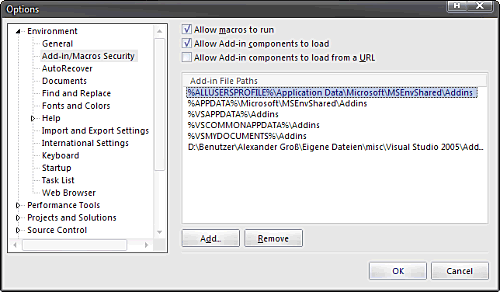 Options
Environment
General
Add-in/Macros Security
AutoRecover
Documents
Find and Replace
Fonts and Colors
Help
Import and Export Settings
International Settings
Keyboard
Startup
Task List
Web Browser
Performance Tools
Projects and Solutions
Source Control
Allow macros to run
Allow Add-in components to load
Allow Add-in components to load from a URL
Add-in File Paths
%ALLUSERSPROFILE%\Application Data\Microsoft\MSEnvShared\Addins
%APPDATA%\Microsoft\MSEnvShared\Addins
%VSAPPDATA%\Addins
%VSCOMMONAPPDATA%\Addins
%VSMYDOCUMENTS%\Addins
D:\Benutzer\Alexander Groß\Eigene Dateien\misc\Visual Studio 2005\Add...
Add..
Remove
OK
Cancel